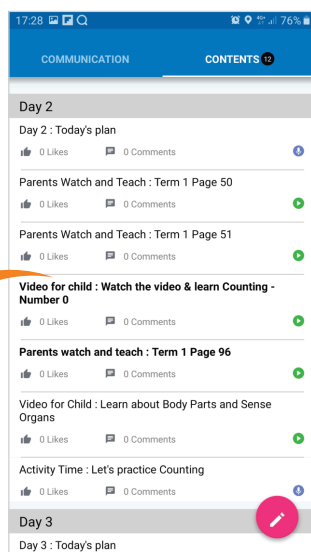 17:28 76%
COMMUNICATION CONTENTS 12
Day 2
Day 2 : Today's plan
0 Likes 0 Comments
Parents Watch and Teach : Term 1 Page 50
0 Likes 0 Comments
Parents Watch and Teach : Term 1 Page 51
0 Likes 0 Comments
Video for child : Watch the video & learn Counting -
Number 0
0 Likes 0 Comments
Parents watch and teach : Term 1 Page 96
0 Likes 0 Comments
Video for Child : Learn about Body Parts and Sense
Organs
0 Likes 0 Comments
Activity Time : Let's practice Counting
0 Likes 0 Comments
Day 3
Day 3 : Today's plan